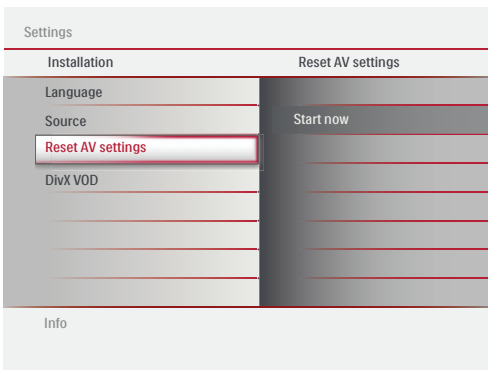 Settings
Installation
Reset AV settings
Language
Source
Start now
Reset AV settings
DivX VOD
Info